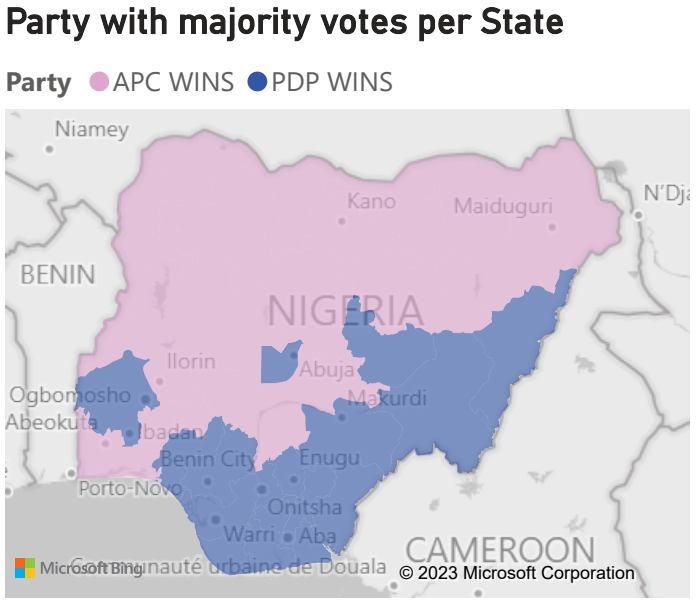 Party with majority votes per State
Party APC WINS PDP WINS
Niamey
Kano
Maiduguri
N'Dja
BENIN
NIGERIA
Ilorin
Abuja
Ogbomosho
Makurdi
Abeokuta
Ibadan
Benin City
Enugu
Porto-Novo
Onitsha
Warri
Aba
CAMEROON
Microsoft Bing
Communauté urbaine de Douala
© 2023 Microsoft Corporation